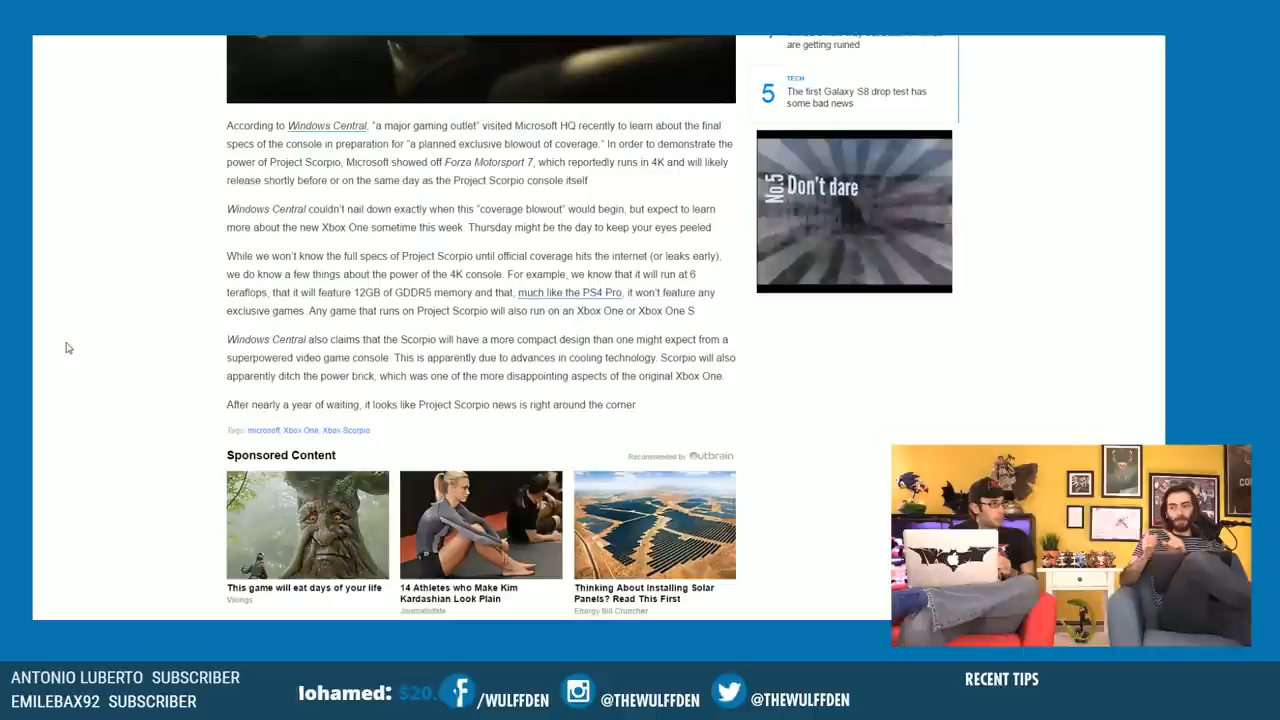 are getting ruined
TECH
5
The first Galaxy S8 drop test has
some bad news
No.5 Don't dare
According to Windows Central, "a major gaming outlet" visited Microsoft HQ recently to learn about the final
specs of the console in preparation for "a planned exclusive blowout of coverage." In order to demonstrate the
power of Project Scorpio, Microsoft showed off Forza Motorsport 7, which reportedly runs in 4K and will likely
release shortly before or on the same day as the Project Scorpio console itself
Windows Central couldn't nail down exactly when this "coverage blowout" would begin, but expect to learn
more about the new Xbox One sometime this week. Thursday might be the day to keep your eyes peeled
While we won't know the full specs of Project Scorpio until official coverage hits the internet (or leaks early),
we do know a few things about the power of the 4K console. For example, we know that it will run at 6
teraflops, that it will feature 12GB of GDDR5 memory and that, much like the PS4 Pro, it won't feature any
exclusive games. Any game that runs on Project Scorpio will also run on an Xbox One or Xbox One S
Windows Central also claims that the Scorpio will have a more compact design than one might expect from a
superpowered video game console. This is apparently due to advances in cooling technology. Scorpio will also
apparently ditch the power brick, which was one of the more disappointing aspects of the original Xbox One.
After nearly a year of waiting, it looks like Project Scorpio news is right around the corner
Tags: microsoft, Xbox One, Xbox Scorpio
Sponsored Content
Recommended by Outbrain
This game will eat days of your life
Vikings
14 Athletes who Make Kim
Kardashian Look Plain
Thinking About Installing Solar
Panels? Read This First
Energy Bill Cruncher
ANTONIO LUBERTO SUBSCRIBER
EMILEBAX92 SUBSCRIBER
lohamed: $20.
/WULFFDEN
@THEWULFFDEN
@THEWULFFDEN
RECENT TIPS